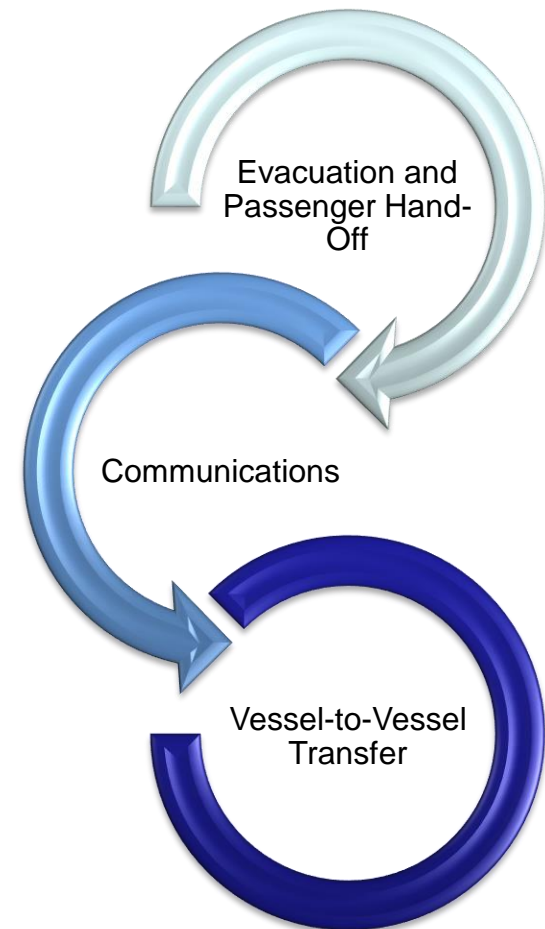 Evacuation and
Passenger Hand-
Off
Communications
Vessel-to-Vessel
Transfer